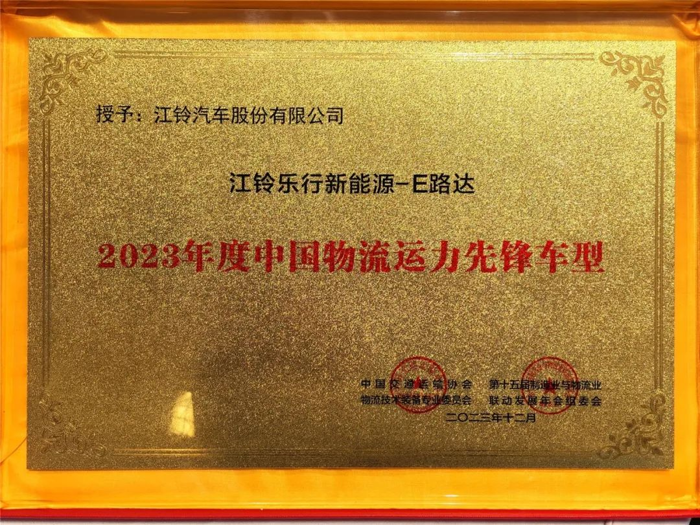 授予：江铃汽车股份有限公司
江铃乐行新能源-E路达
2023年度中国物流运力先锋车型
中国交通运输协会 第十五届制造业与物流业
物流技术装备专业委员会 联动发展年会组委会
二〇二三年十二月